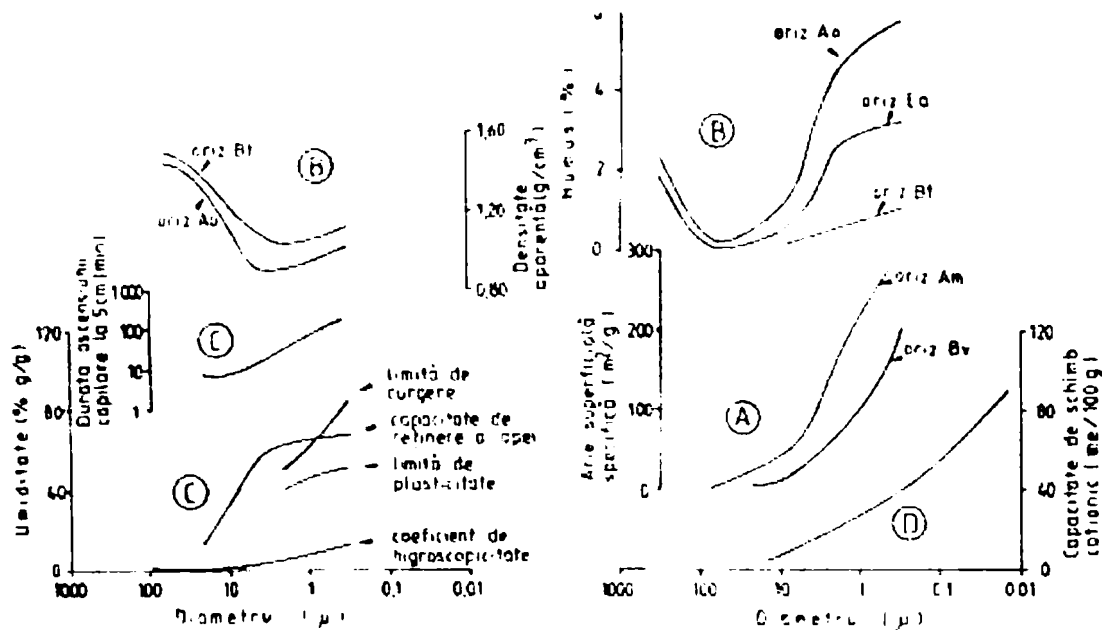 oriz Bt
oriz Ao
B
1,60
1,20
0,80
Densitate
aparentă(g/cm³)
Durata ascensiunii
capilare la 5cm(min)
1000
100
10
1
C
Umiditate (% g/g)
120
80
40
0
C
limită de
curgere
capacitate de
reținere a apei
limită de
plasticitate
coeficient de
higroscopicitate
1000
100
10
1
0,1
0,01
Diametru (μ)
Humus (%)
4
2
0
oriz Ao
oriz Ea
oriz Bt
B
Arie superficială
specifică (m²/g)
300
200
100
0
oriz Am
oriz Bv
A
D
120
80
40
0
Capacitate de schimb
cationic (me/100g)
1000
100
10
1
0.1
0.01
Diametru (μ)